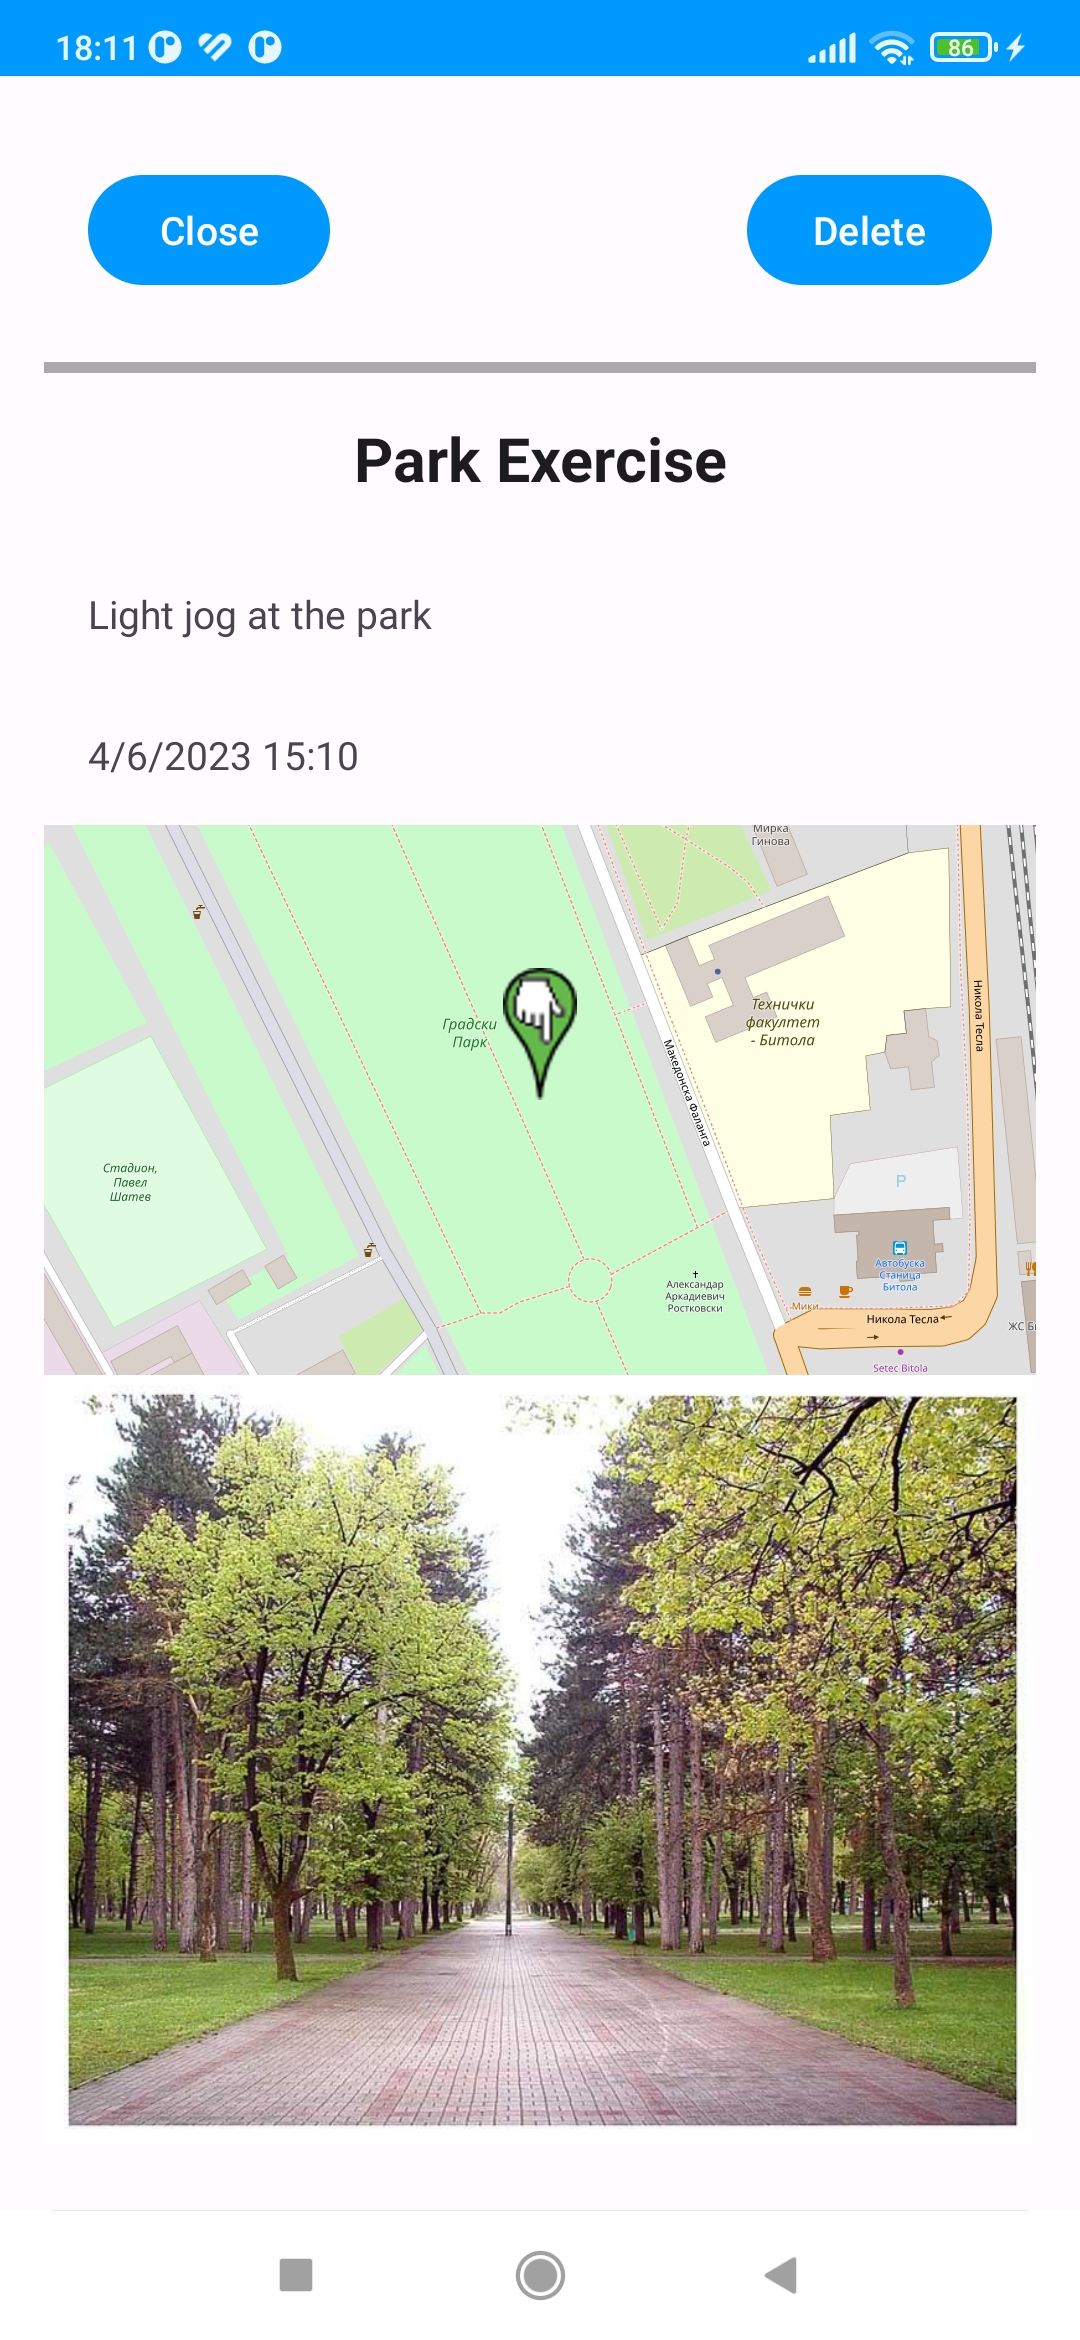 18:11
86
Close
Delete
Park Exercise
Light jog at the park
4/6/2023 15:10
Мирка
Гинова
Градски
Парк
Технички
факултет
- Битола
Никола Тесла
Македонска Фаланга
Стадион,
Павел
Шатев
P
Автобуска
Станица
Битола
Александар
Аркадиевич
Ростковски
Мики
Никола Тесла
ЖС
Setec Bitola